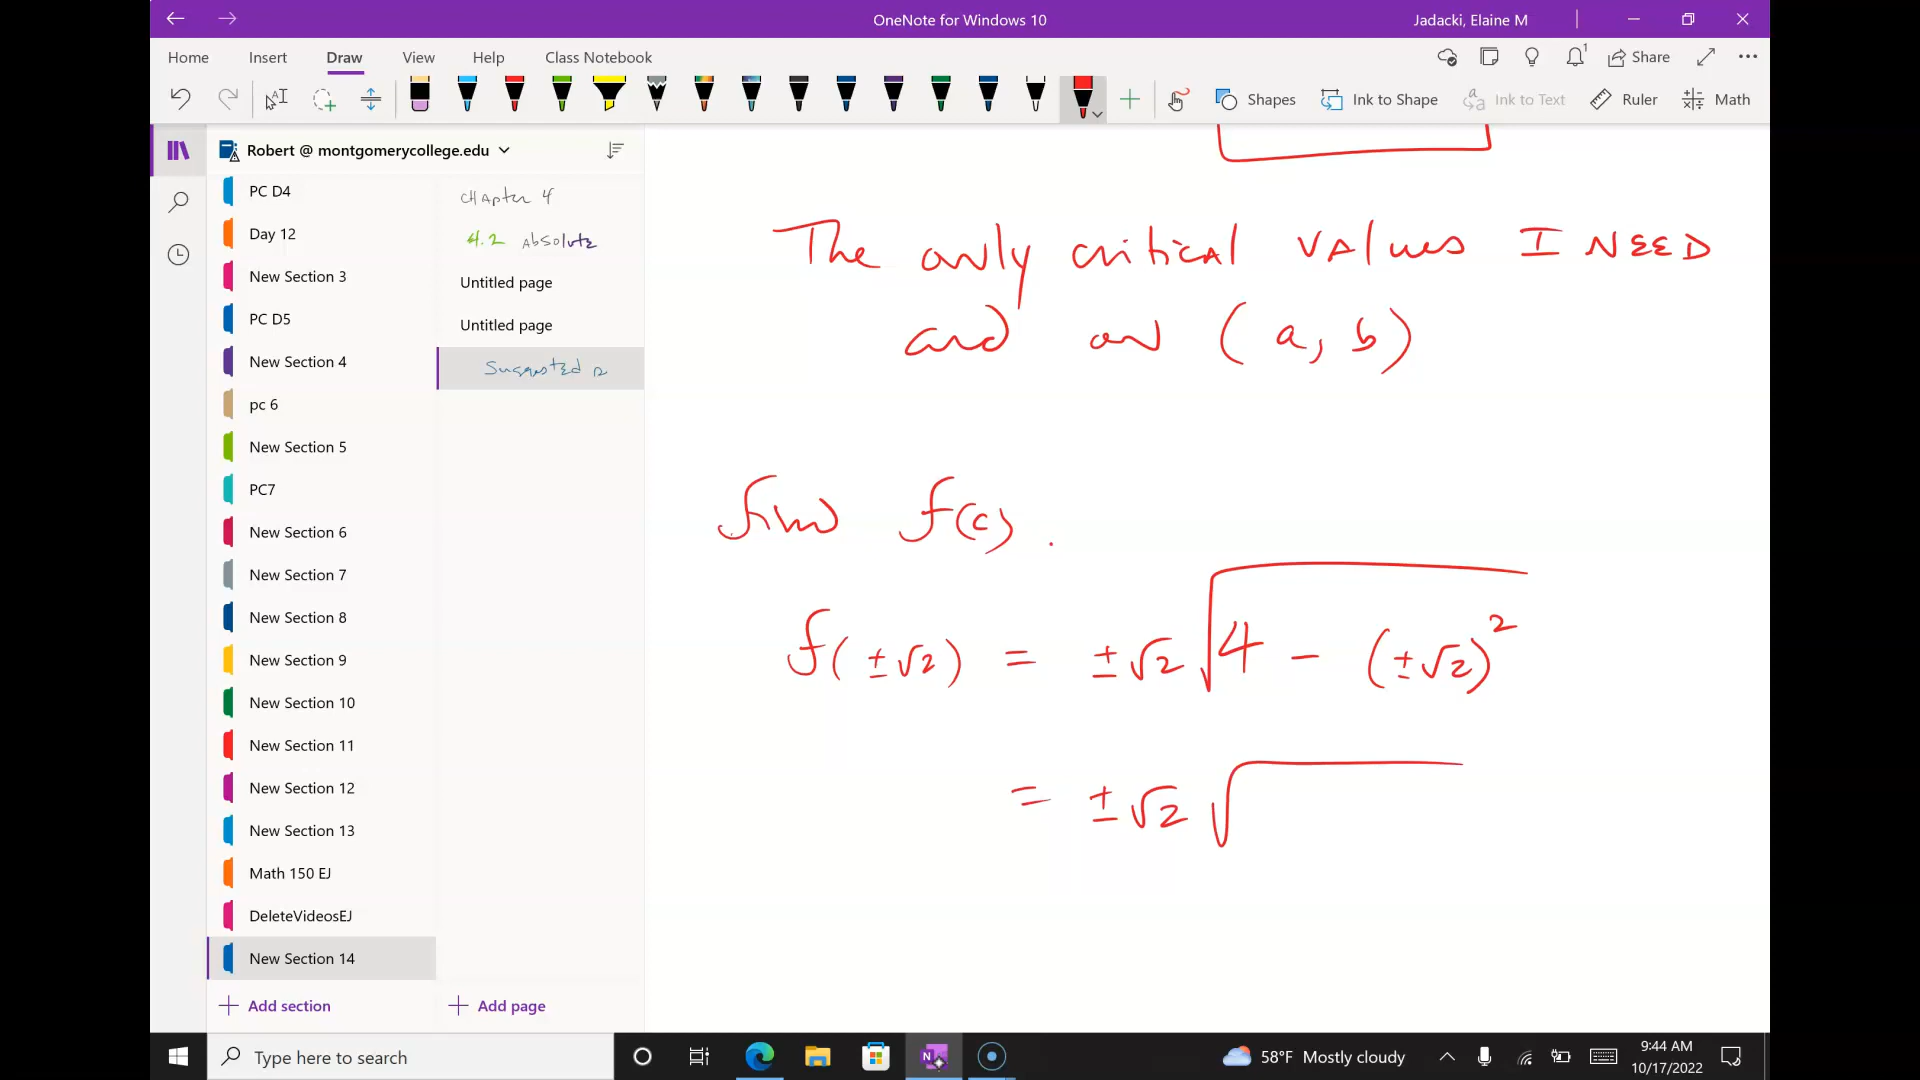 OneNote for Windows 10
Jadacki, Elaine M
Home Insert Draw View Help Class Notebook
1
Share
Shapes Ink to Shape Ink to Text Ruler Math
Robert @ montgomerycollege.edu
PC D4
Day 12
New Section 3
PC D5
New Section 4
pc 6
New Section 5
PC7
New Section 6
New Section 7
New Section 8
New Section 9
New Section 10
New Section 11
New Section 12
New Section 13
Math 150 EJ
DeleteVideosEJ
New Section 14
Add section
CHApter 4
4.2 Absolute
Untitled page
Untitled page
Suggested
Add page
The only critical values I NEED
are on (a, b)
find f(c).
f(±√2) = ±√2 √4 - (±√2)²
= ±√2 √
Type here to search
58°F Mostly cloudy
9:44 AM
10/17/2022